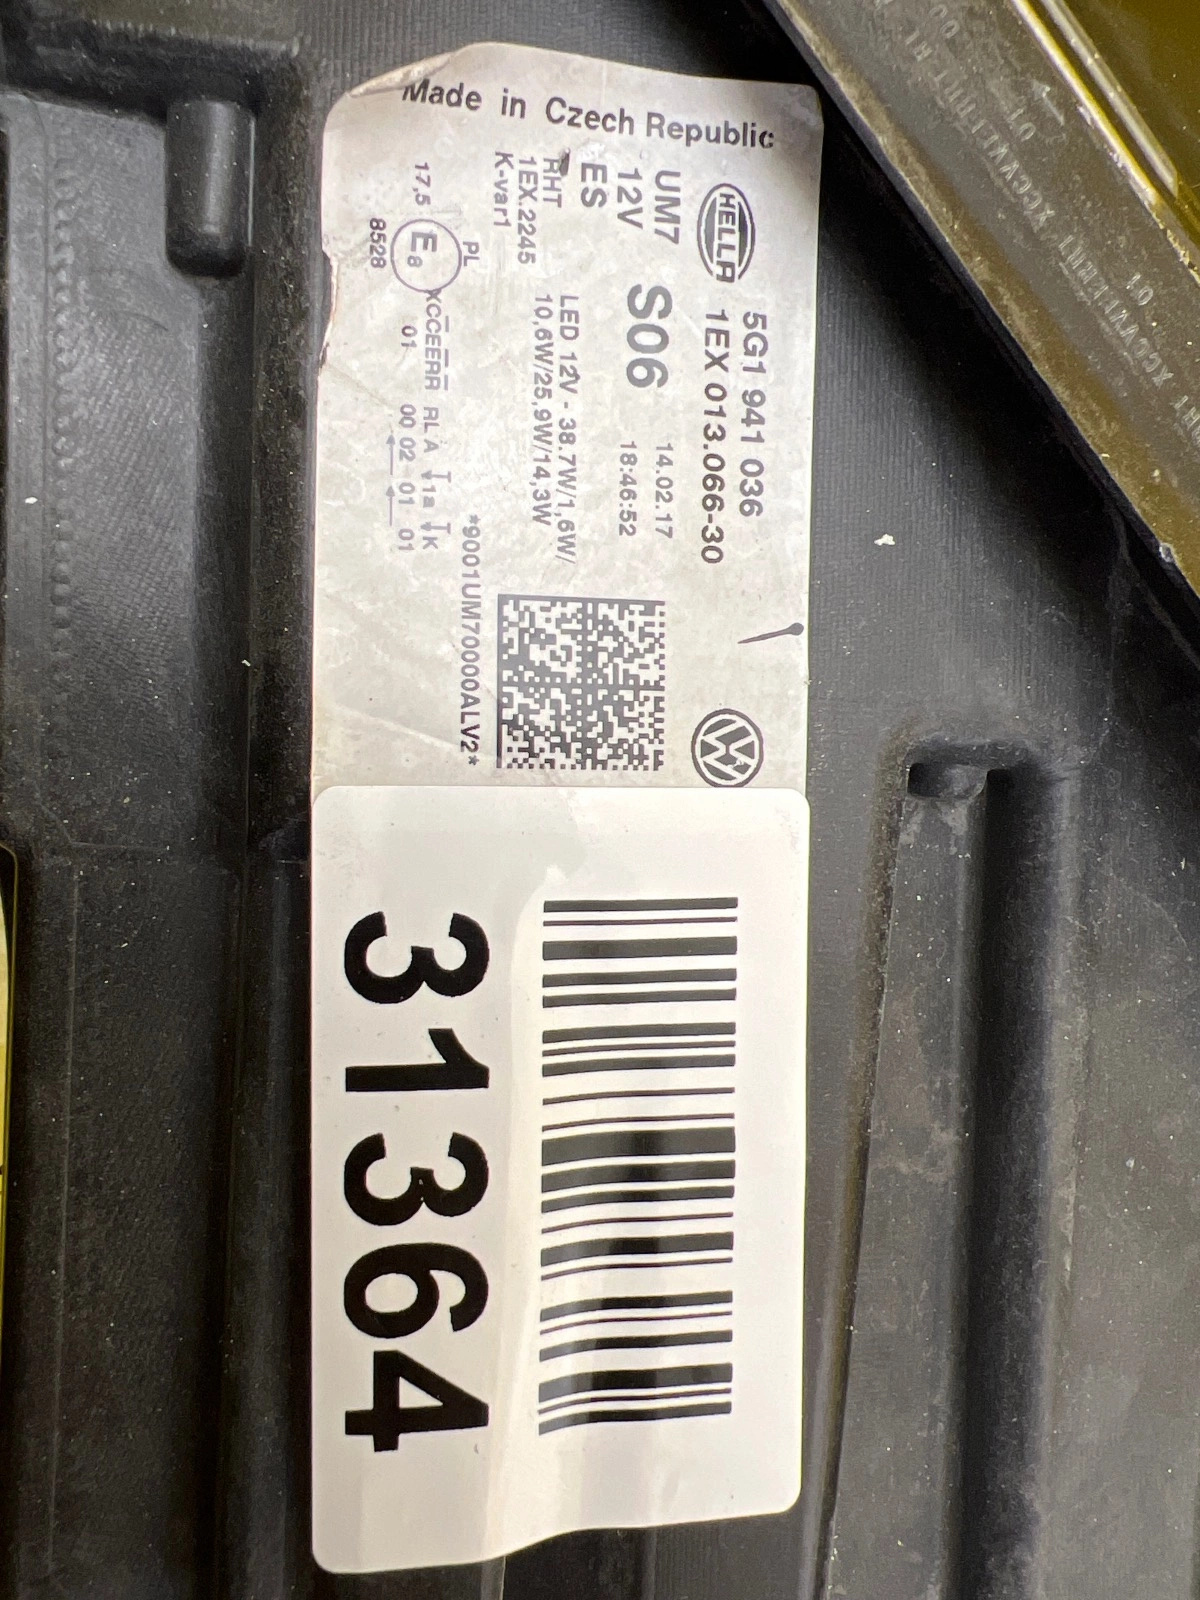 Made in Czech Republic
5G1 941 036
HELLA 1EX 013.066-30
UM7
12V
ES
S06
14.02.17
18:46:52
RHT
1EX.2245
K-var1
LED 12V - 38.7W/1,6W/
10,6W/25,9W/14,3W
PL
17,5 E8 XCCEERR RL A 1a K
8528 01 00 02 01 01
*9001UM70000ALV2*
31364